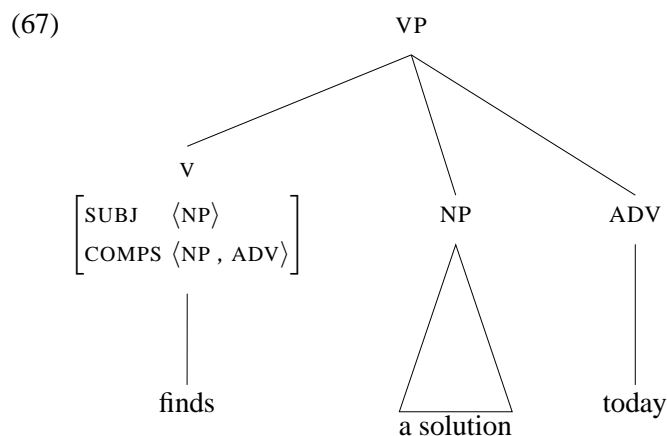 (67)
VP
V
[SUBJ ⟨NP⟩
COMPS ⟨NP , ADV⟩]
NP
ADV
finds
a solution
today